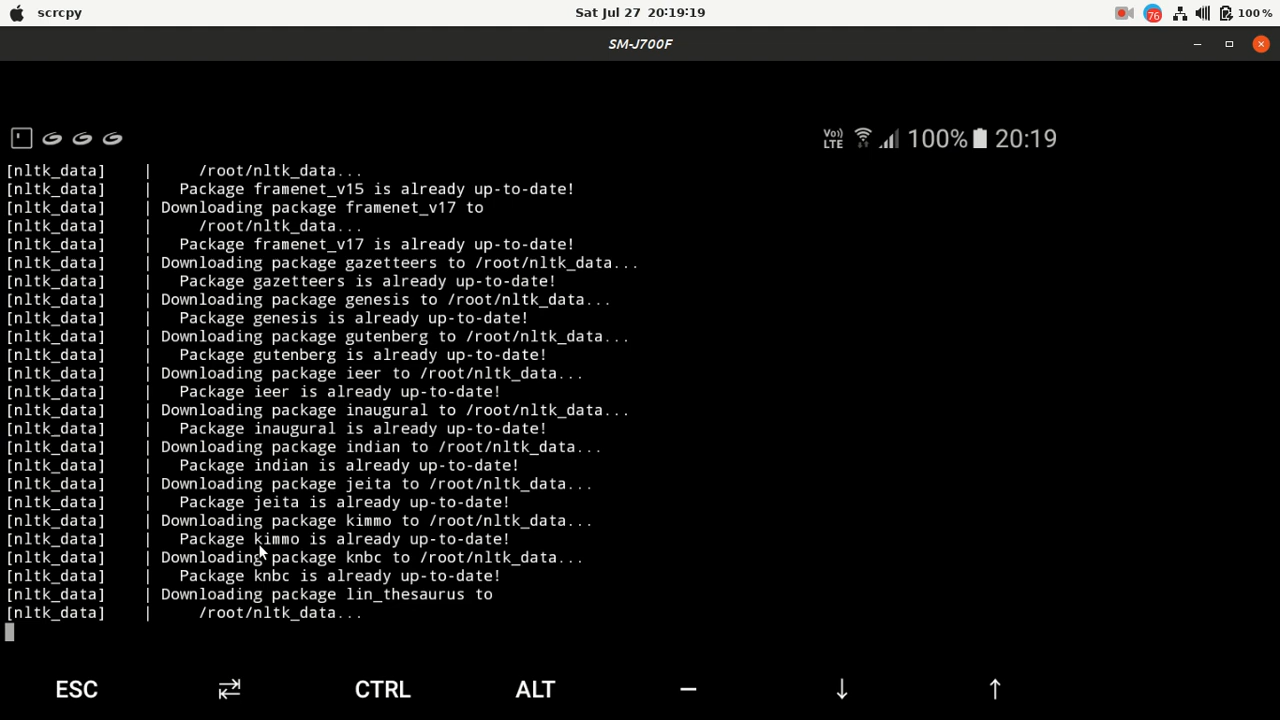 scrcpy
Sat Jul 27 20:19:19
76
100 %
SM-J700F
Vo)) LTE 100% 20:19
[nltk_data]    |     /root/nltk_data...
[nltk_data]    |   Package framenet_v15 is already up-to-date!
[nltk_data]    | Downloading package framenet_v17 to
[nltk_data]    |     /root/nltk_data...
[nltk_data]    |   Package framenet_v17 is already up-to-date!
[nltk_data]    | Downloading package gazetteers to /root/nltk_data...
[nltk_data]    |   Package gazetteers is already up-to-date!
[nltk_data]    | Downloading package genesis to /root/nltk_data...
[nltk_data]    |   Package genesis is already up-to-date!
[nltk_data]    | Downloading package gutenberg to /root/nltk_data...
[nltk_data]    |   Package gutenberg is already up-to-date!
[nltk_data]    | Downloading package ieer to /root/nltk_data...
[nltk_data]    |   Package ieer is already up-to-date!
[nltk_data]    | Downloading package inaugural to /root/nltk_data...
[nltk_data]    |   Package inaugural is already up-to-date!
[nltk_data]    | Downloading package indian to /root/nltk_data...
[nltk_data]    |   Package indian is already up-to-date!
[nltk_data]    | Downloading package jeita to /root/nltk_data...
[nltk_data]    |   Package jeita is already up-to-date!
[nltk_data]    | Downloading package kimmo to /root/nltk_data...
[nltk_data]    |   Package kimmo is already up-to-date!
[nltk_data]    | Downloading package knbc to /root/nltk_data...
[nltk_data]    |   Package knbc is already up-to-date!
[nltk_data]    | Downloading package lin_thesaurus to
[nltk_data]    |     /root/nltk_data...
ESC ⇄ CTRL ALT — ↓ ↑